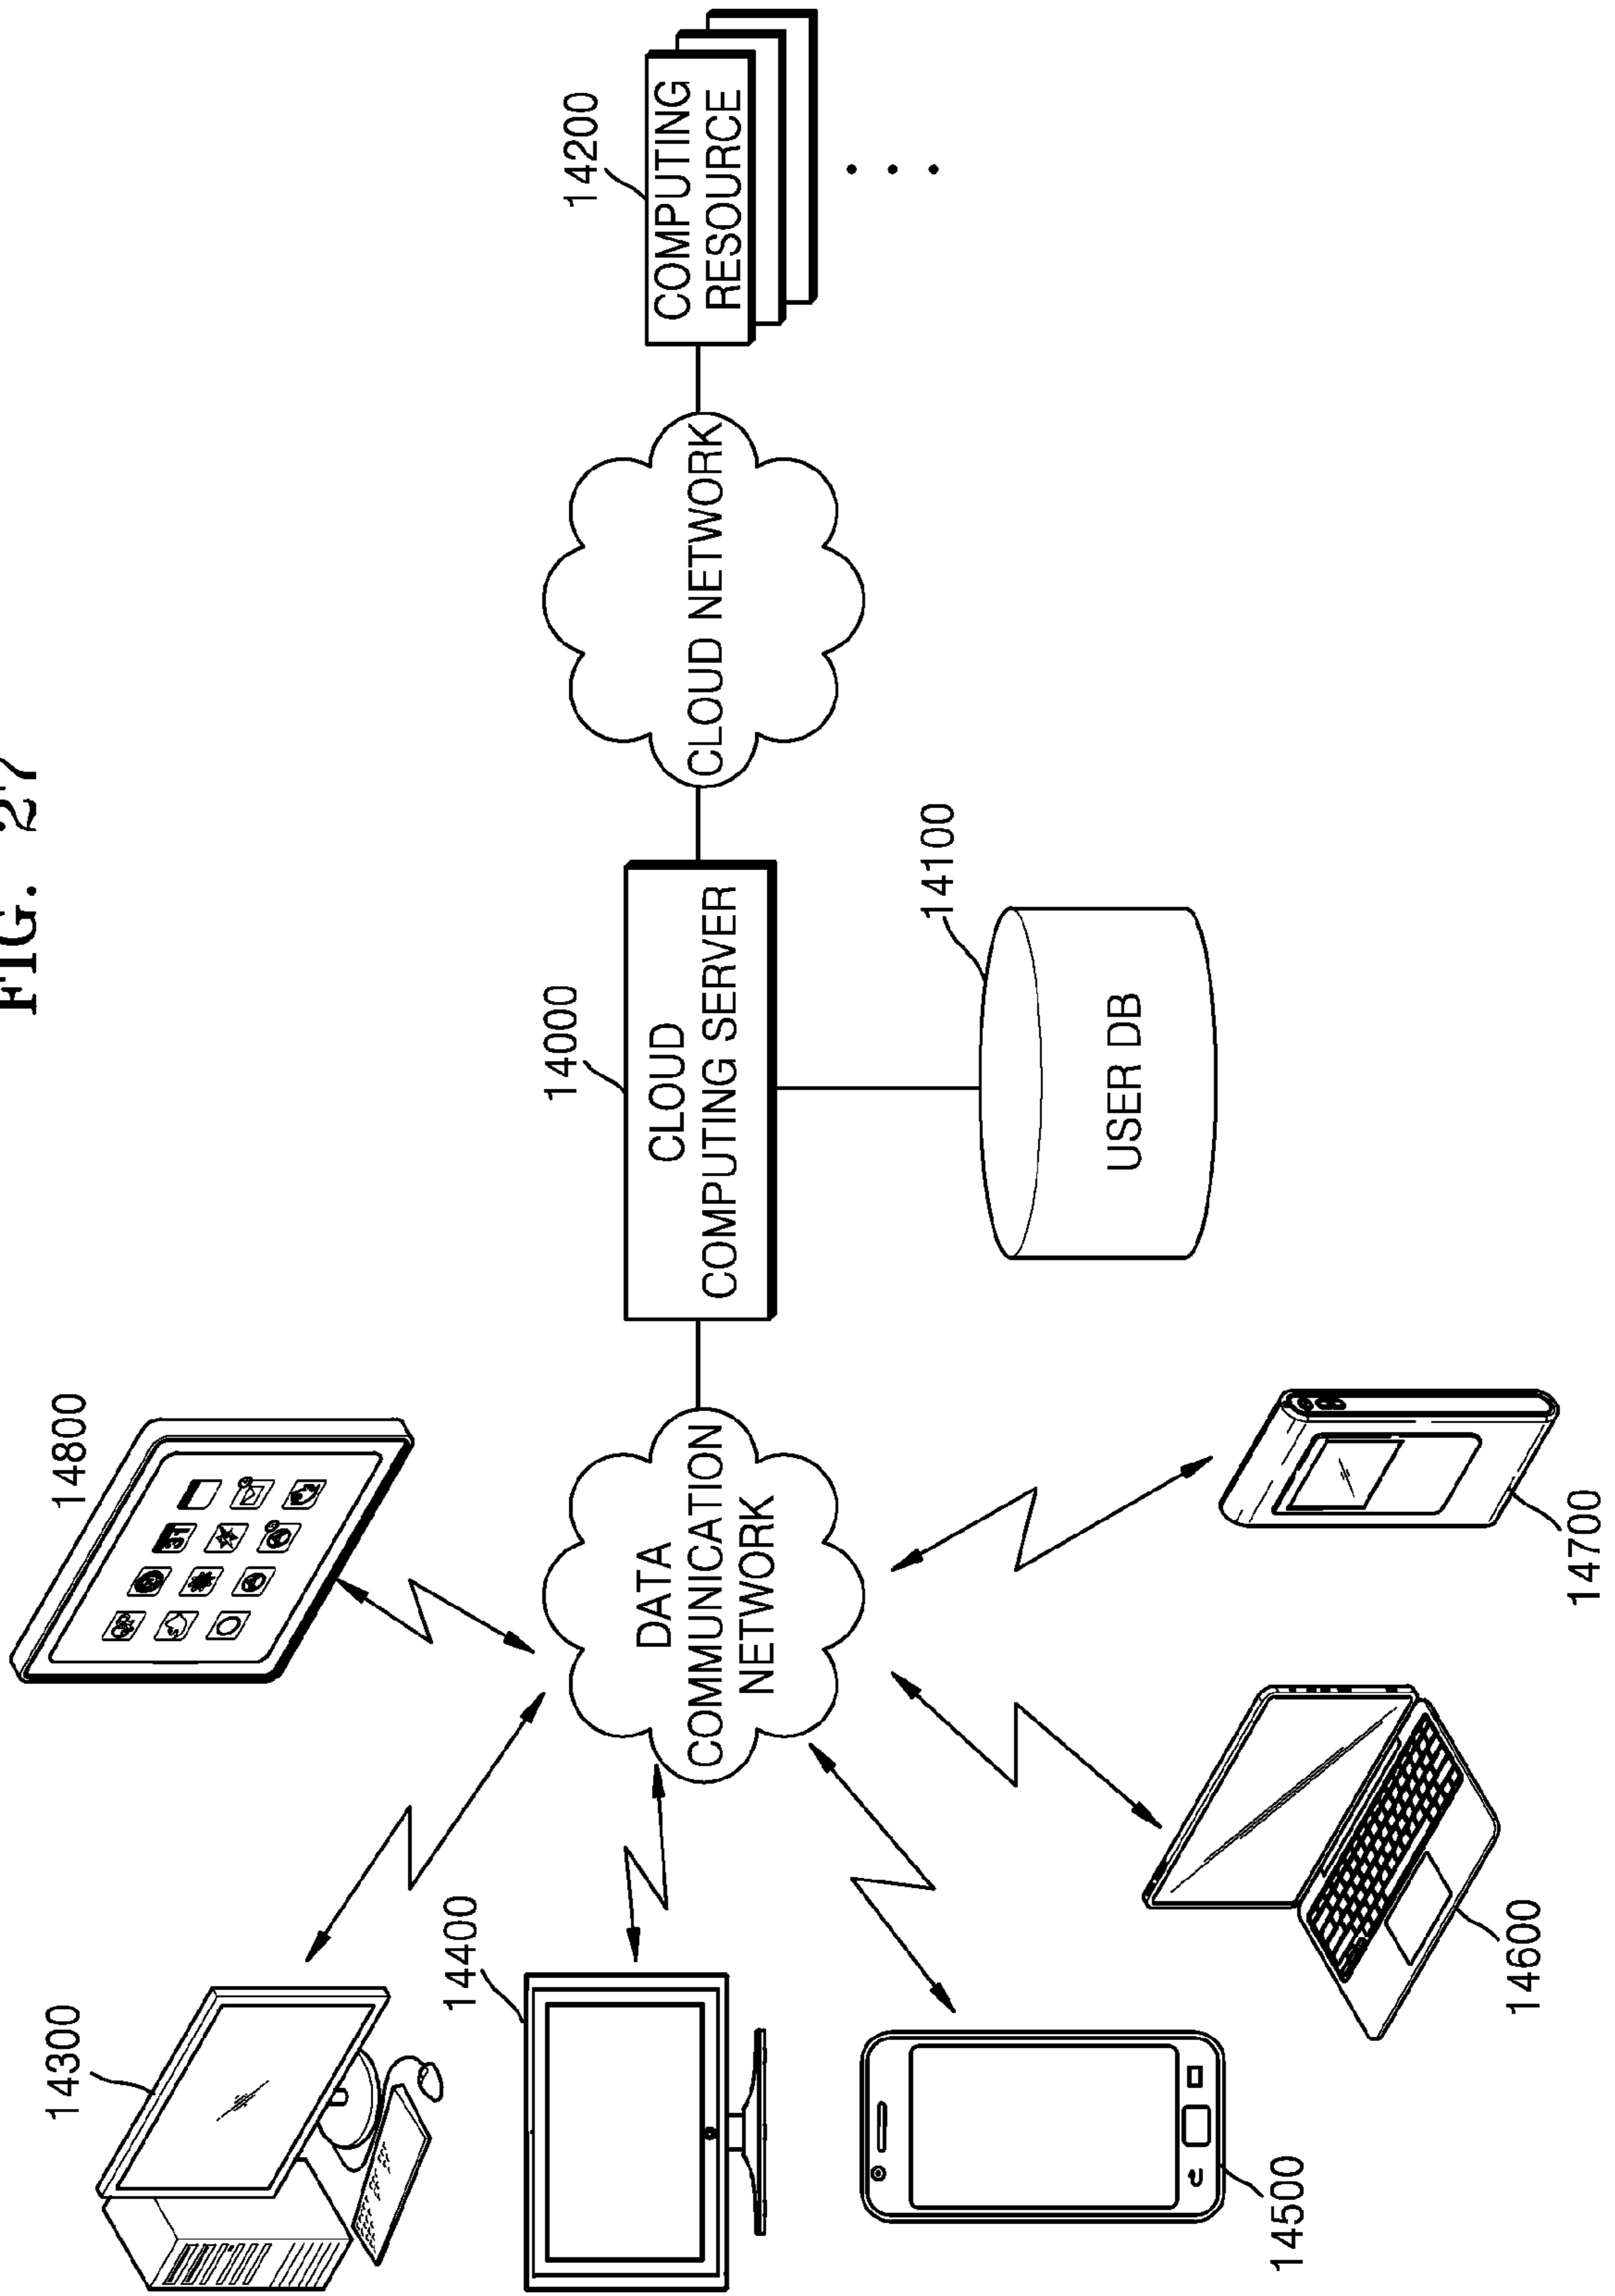 FIG. 27
14800
14300
14400
14500
14600
14700
DATA
COMMUNICATION
NETWORK
14000
CLOUD
COMPUTING SERVER
14100
USER DB
CLOUD NETWORK
14200
COMPUTING
RESOURCE
31